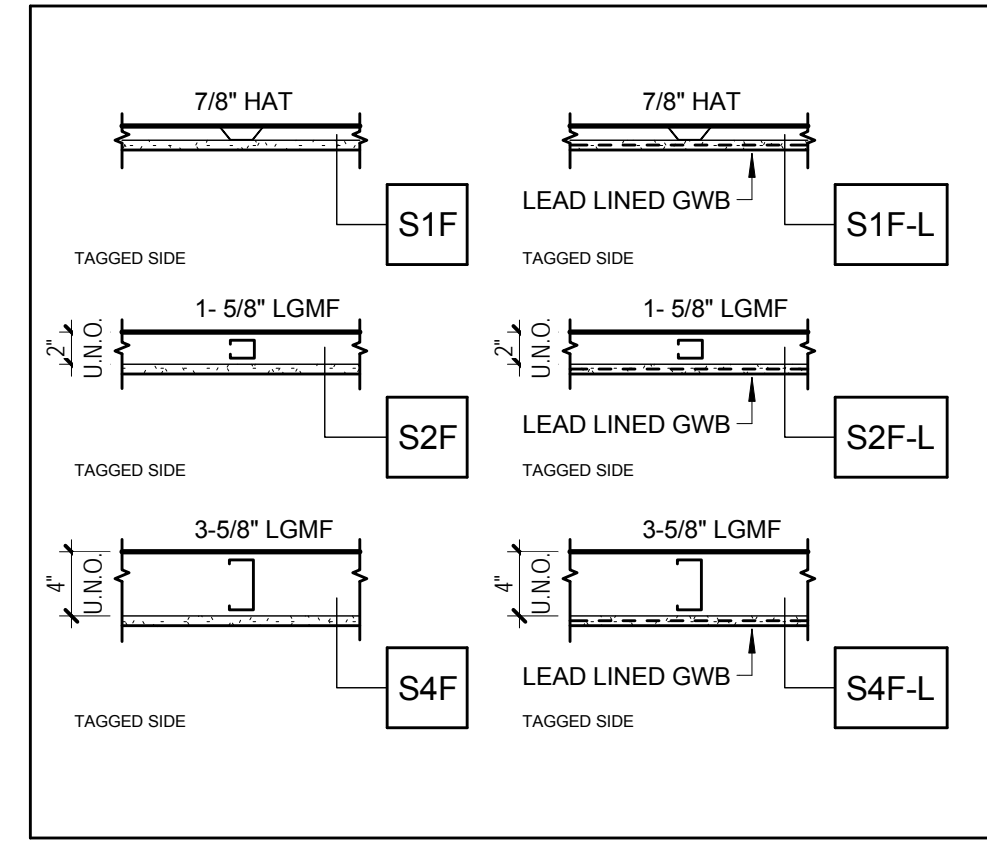 7/8" HAT
S1F
TAGGED SIDE
7/8" HAT
LEAD LINED GWB
S1F-L
TAGGED SIDE
1- 5/8" LGMF
2"
U.N.O.
S2F
TAGGED SIDE
1- 5/8" LGMF
2"
U.N.O.
LEAD LINED GWB
S2F-L
TAGGED SIDE
3-5/8" LGMF
4"
U.N.O.
S4F
TAGGED SIDE
3-5/8" LGMF
4"
U.N.O.
LEAD LINED GWB
S4F-L
TAGGED SIDE